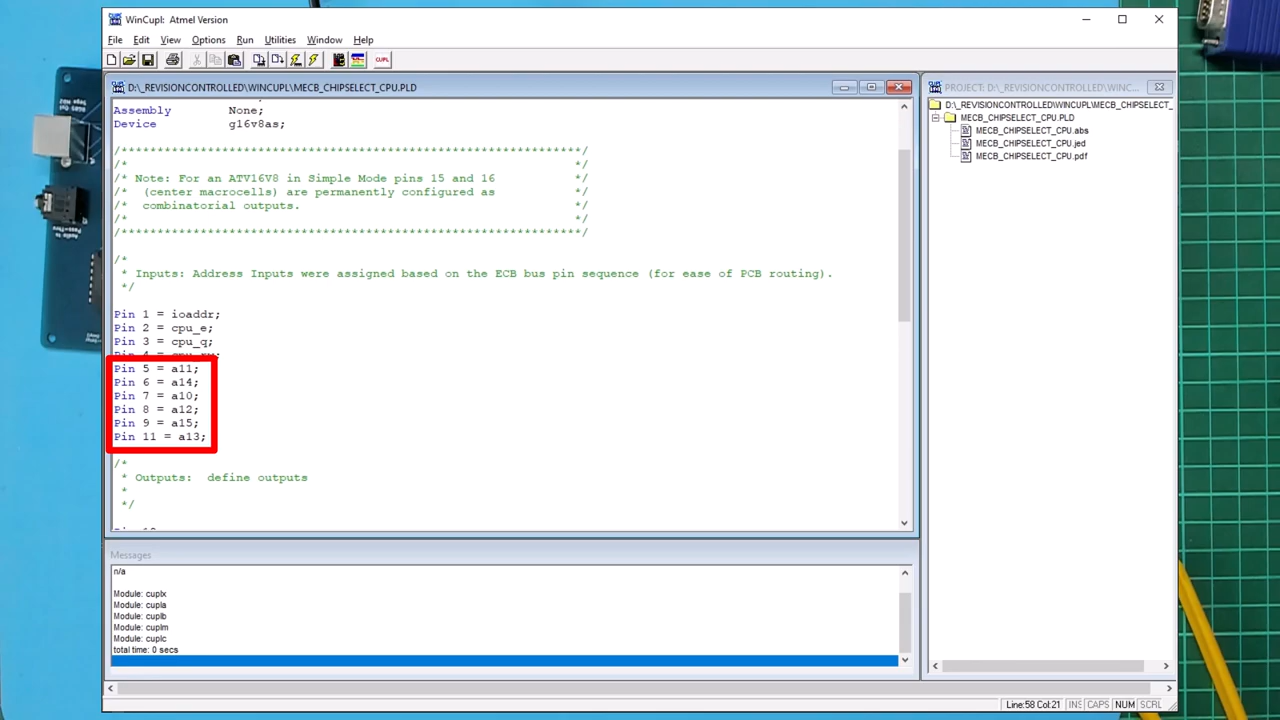 WinCupl: Atmel Version
File Edit View Options Run Utilities Window Help
CUPL
D:\_REVISIONCONTROLLED\WINCUPL\MECB_CHIPSELECT_CPU.PLD
Assembly None;
Device g16v8as;
/************************************************************/
/* */
/* Note: For an ATV16V8 in Simple Mode pins 15 and 16 */
/* (center macrocells) are permanently configured as */
/* combinatorial outputs. */
/* */
/************************************************************/
/*
* Inputs: Address Inputs were assigned based on the ECB bus pin sequence (for ease of PCB routing).
*/
Pin 1 = ioaddr;
Pin 2 = cpu_e;
Pin 3 = cpu_q;
Pin 4 = cpu_rw;
Pin 5 = a11;
Pin 6 = a14;
Pin 7 = a10;
Pin 8 = a12;
Pin 9 = a15;
Pin 11 = a13;
/*
* Outputs: define outputs
*
*/
PROJECT: D:\_REVISIONCONTROLLED\WINCUPL\MECB_CHIPSELECT_...
D:\_REVISIONCONTROLLED\WINCUPL\MECB_CHIPSELECT_
MECB_CHIPSELECT_CPU.PLD
MECB_CHIPSELECT_CPU.abs
MECB_CHIPSELECT_CPU.jed
MECB_CHIPSELECT_CPU.pdf
Messages
n/a
Module: cuplx
Module: cupla
Module: cuplb
Module: cuplm
Module: cuplc
total time: 0 secs
Line:58 Col:21 INS CAPS NUM SCRL